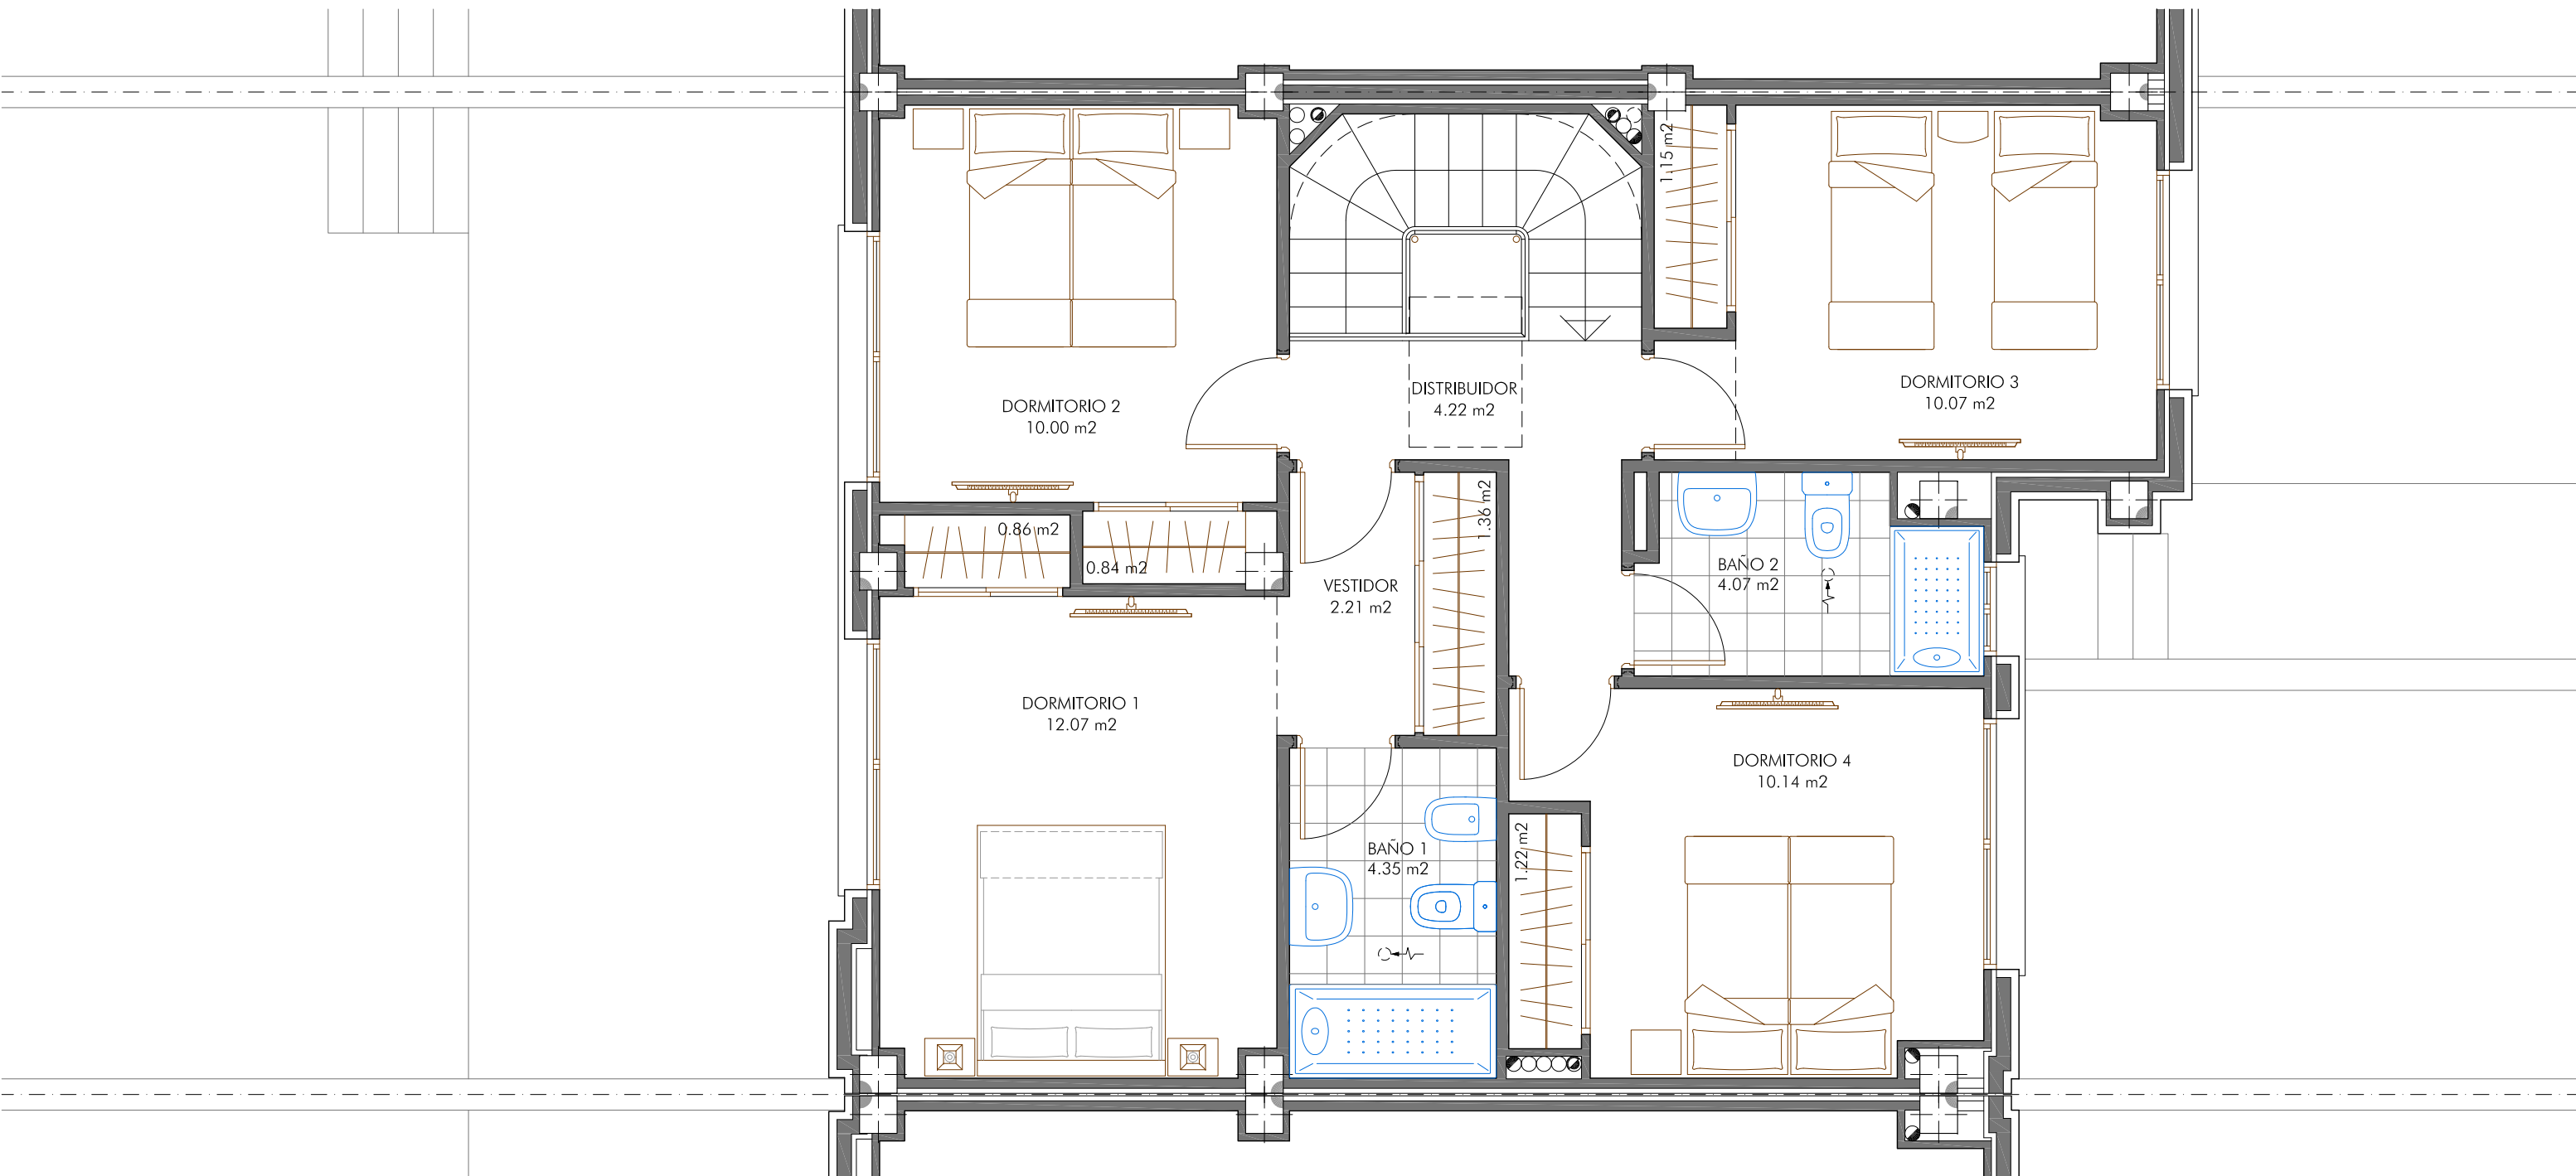 1.15 m2
DORMITORIO 3
10.07 m2
DISTRIBUIDOR
4.22 m2
DORMITORIO 2
10.00 m2
0.86 m2
0.84 m2
1.36 m2
VESTIDOR
2.21 m2
BAÑO 2
4.07 m2
DORMITORIO 1
12.07 m2
DORMITORIO 4
10.14 m2
BAÑO 1
4.35 m2
1.22 m2